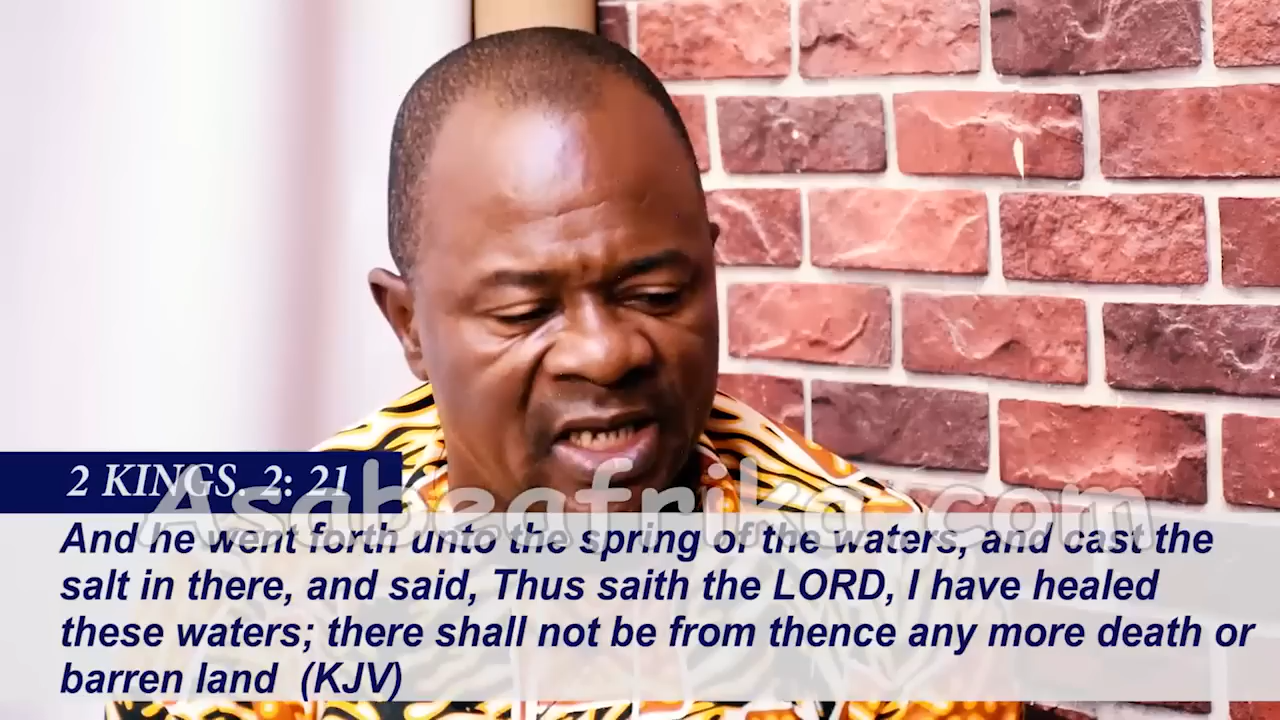 2 KINGS. 2: 21
Asabeafrika.com
And he went forth unto the spring of the waters, and cast the
salt in there, and said, Thus saith the LORD, I have healed
these waters; there shall not be from thence any more death or
barren land (KJV)